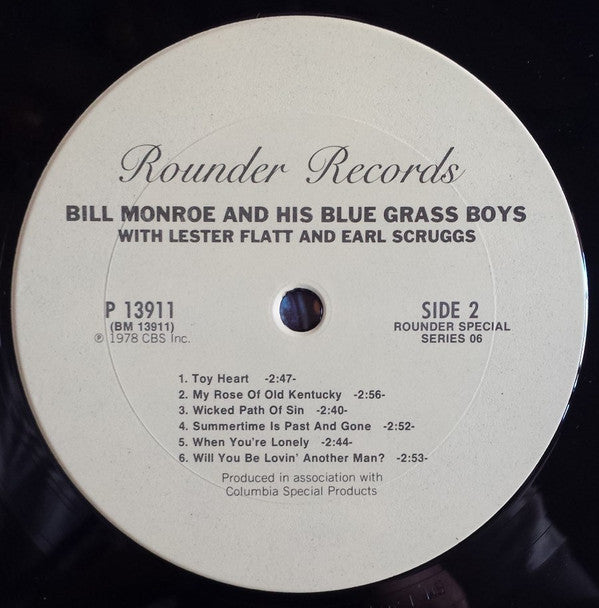 Rounder Records
BILL MONROE AND HIS BLUE GRASS BOYS
WITH LESTER FLATT AND EARL SCRUGGS
P 13911
(BM 13911)
℗ 1978 CBS Inc.
SIDE 2
ROUNDER SPECIAL
SERIES 06
1. Toy Heart -2:47-
2. My Rose Of Old Kentucky -2:56-
3. Wicked Path Of Sin -2:40-
4. Summertime Is Past And Gone -2:52-
5. When You're Lonely -2:44-
6. Will You Be Lovin' Another Man? -2:53-
Produced in association with
Columbia Special Products